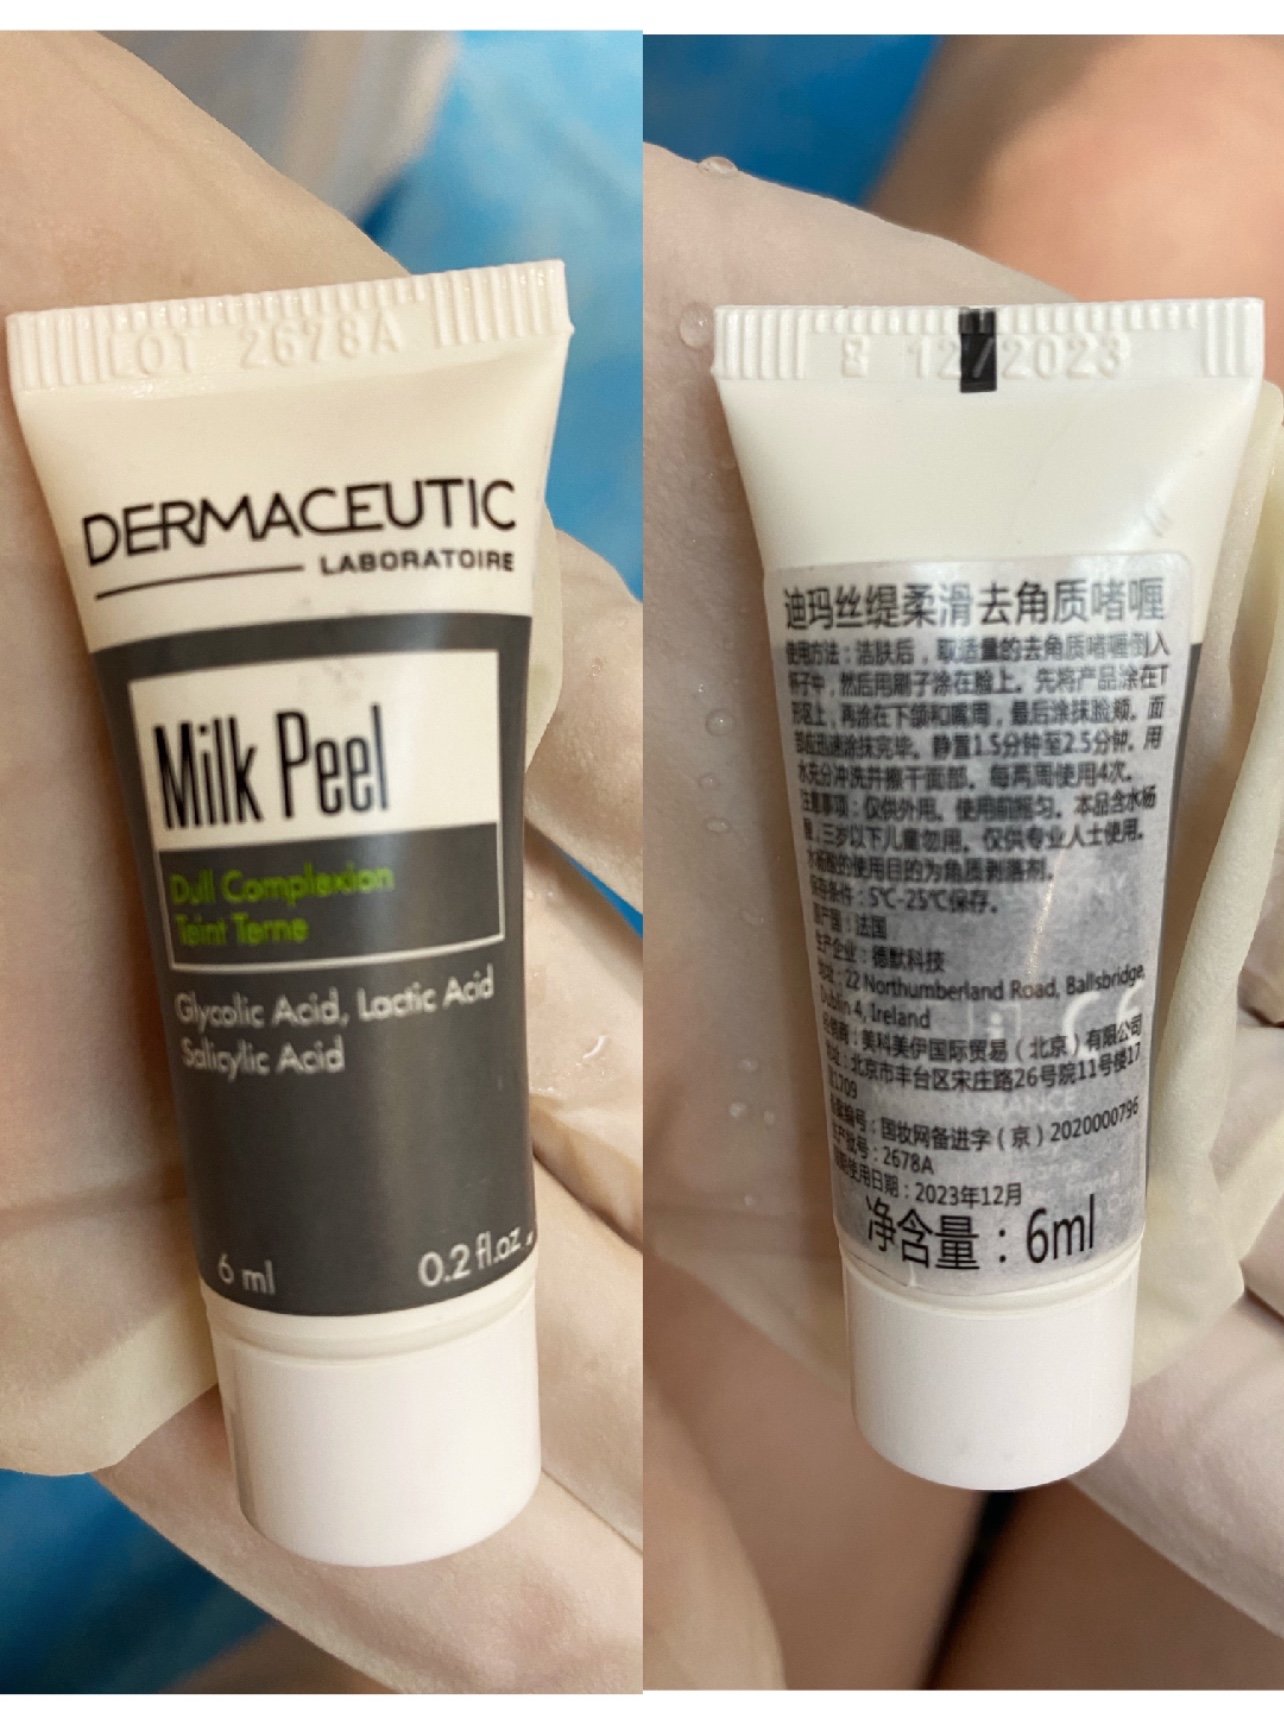 LOT 2678A
DERMACEUTIC
LABORATOIRE
Milk Peel
Dull Complexion
Teint Terne
Glycolic Acid, Lactic Acid
Salicylic Acid
6 ml 0.2 fl.oz.
12/2023
迪玛丝缇柔滑去角质啫喱
使用方法：洁肤后，取适量的去角质啫喱倒入
杯子中，然后用刷子涂在脸上。先将产品涂在T
形区上，再涂在下颌和嘴周，最后涂抹脸颊。面
部应迅速涂抹完毕。静置1.5分钟至2.5分钟。用
水充分冲洗并擦干面部。每两周使用4次。
注意事项：仅供外用。使用前摇匀。本品含水杨
酸，三岁以下儿童勿用。仅供专业人士使用。
水杨酸的使用目的为角质剥落剂。
保存条件：5℃-25℃保存。
原产国：法国
生产企业：德默科技
地址：22 Northumberland Road, Ballsbridge,
Dublin 4, Ireland
经销商：美科美伊国际贸易（北京）有限公司
地址：北京市丰台区宋庄路26号院11号楼17
层1709
备案编号：国妆网备进字（京）2020000796
生产批号：2678A
限期使用日期：2023年12月
净含量：6ml
CE